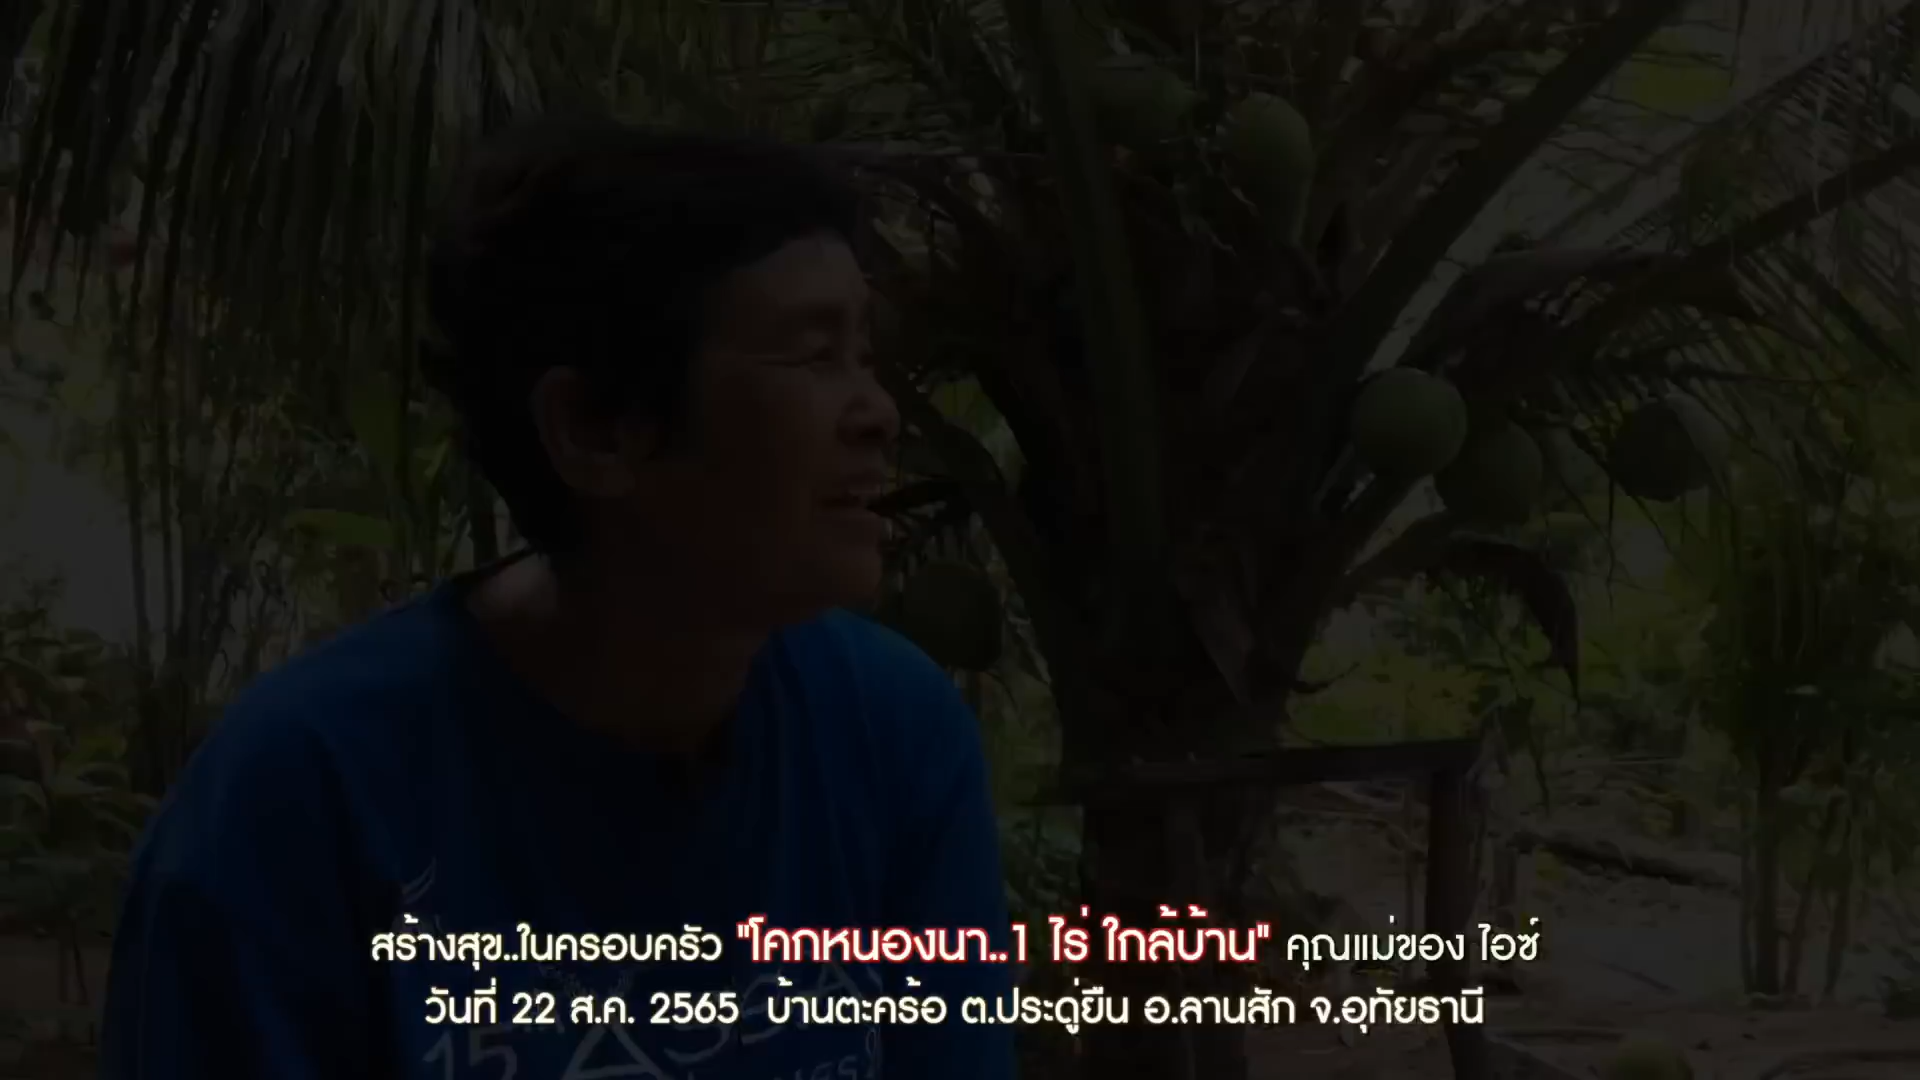 สร้างสุข..ในครอบครัว "โคกหนองนา..1 ไร่ ใกล้บ้าน" คุณแม่ของ ไอซ์
วันที่ 22 ส.ค. 2565 บ้านตะคร้อ ต.ประดู่ยืน อ.ลานสัก จ.อุทัยธานี
15